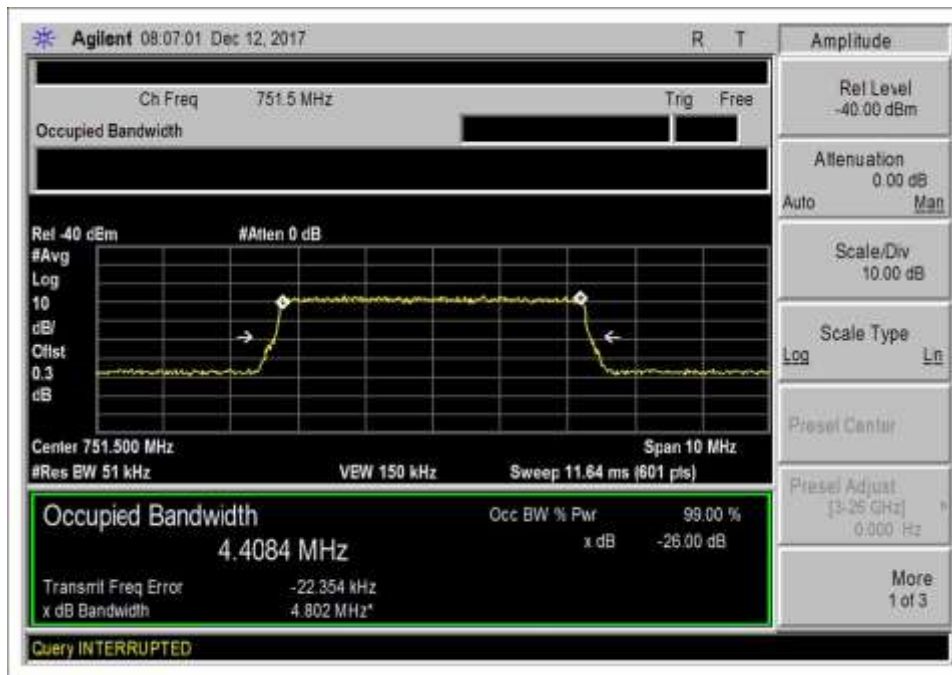 Agilent 08:07:01 Dec 12, 2017 R T
Amplitude
Ch Freq 751.5 MHz Trig Free
Occupied Bandwidth
Ref Level
-40.00 dBm
Attenuation
0.00 dB
Auto Man
Ref -40 dBm #Atten 0 dB
#Avg
Log
10
dB/
Offst
0.3
dB
Scale/Div
10.00 dB
Scale Type
Log Lin
Presel Center
Center 751.500 MHz Span 10 MHz
#Res BW 51 kHz VBW 150 kHz Sweep 11.64 ms (601 pts)
Presel Adjust
[3-26 GHz]
0.000 Hz
Occupied Bandwidth Occ BW % Pwr 99.00 %
4.4084 MHz x dB -26.00 dB
Transmit Freq Error -22.354 kHz
x dB Bandwidth 4.802 MHz*
More
1 of 3
Query INTERRUPTED